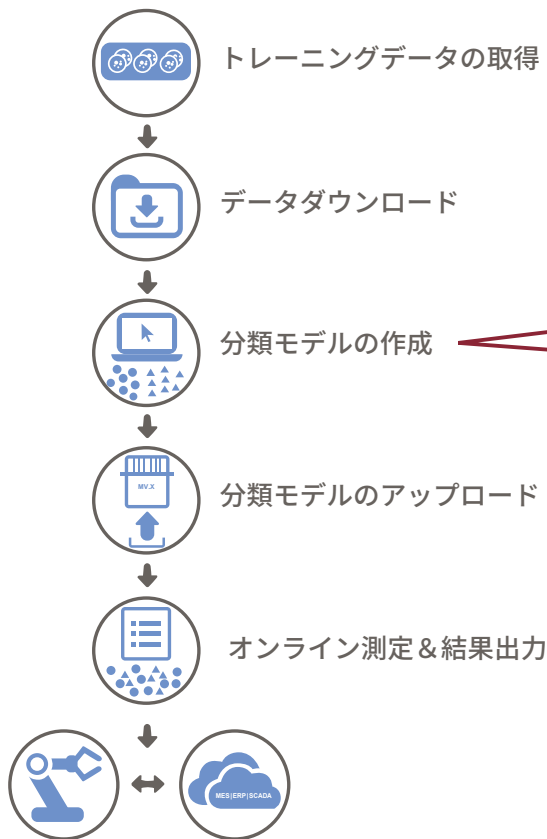 トレーニングデータの取得
データダウンロード
分類モデルの作成
MV.X
分類モデルのアップロード
オンライン測定＆結果出力
MES|ERP|SCADA